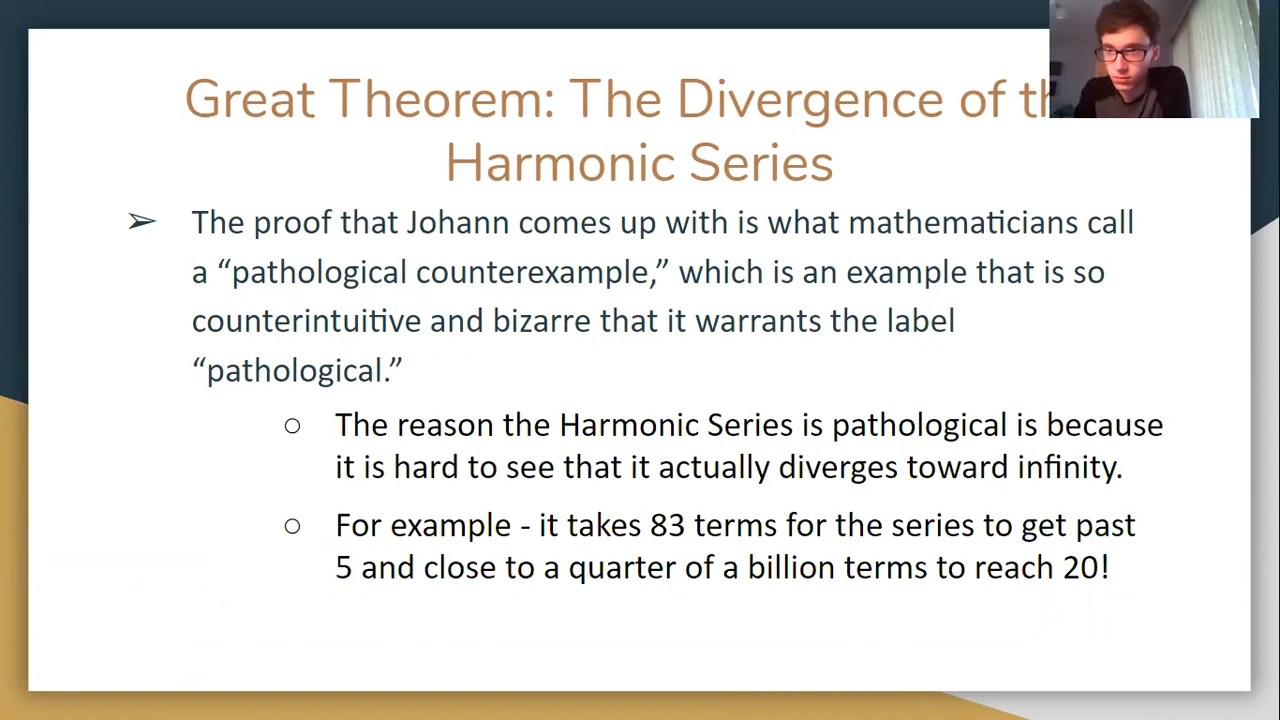 Great Theorem: The Divergence of
Harmonic Series
➢ The proof that Johann comes up with is what mathematicians call
a “pathological counterexample,” which is an example that is so
counterintuitive and bizarre that it warrants the label
“pathological.”
○ The reason the Harmonic Series is pathological is because
it is hard to see that it actually diverges toward infinity.
○ For example - it takes 83 terms for the series to get past
5 and close to a quarter of a billion terms to reach 20!